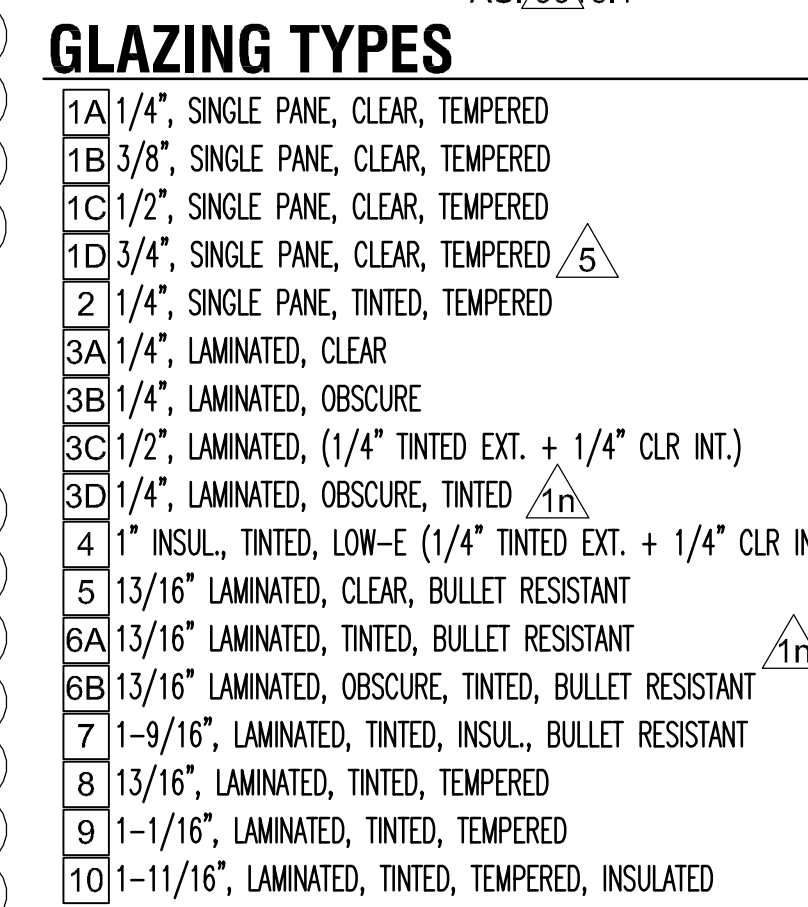 GLAZING TYPES
1A 1/4", SINGLE PANE, CLEAR, TEMPERED
1B 3/8", SINGLE PANE, CLEAR, TEMPERED
1C 1/2", SINGLE PANE, CLEAR, TEMPERED
1D 3/4", SINGLE PANE, CLEAR, TEMPERED 5
2 1/4", SINGLE PANE, TINTED, TEMPERED
3A 1/4", LAMINATED, CLEAR
3B 1/4", LAMINATED, OBSCURE
3C 1/2", LAMINATED, (1/4" TINTED EXT. + 1/4" CLR INT.)
3D 1/4", LAMINATED, OBSCURE, TINTED 1n
4 1" INSUL., TINTED, LOW-E (1/4" TINTED EXT. + 1/4" CLR
5 13/16" LAMINATED, CLEAR, BULLET RESISTANT
6A 13/16" LAMINATED, TINTED, BULLET RESISTANT 1n
6B 13/16" LAMINATED, OBSCURE, TINTED, BULLET RESISTANT
7 1-9/16", LAMINATED, TINTED, INSUL., BULLET RESISTANT
8 13/16", LAMINATED, TINTED, TEMPERED
9 1-1/16", LAMINATED, TINTED, TEMPERED
10 1-11/16", LAMINATED, TINTED, TEMPERED, INSULATED